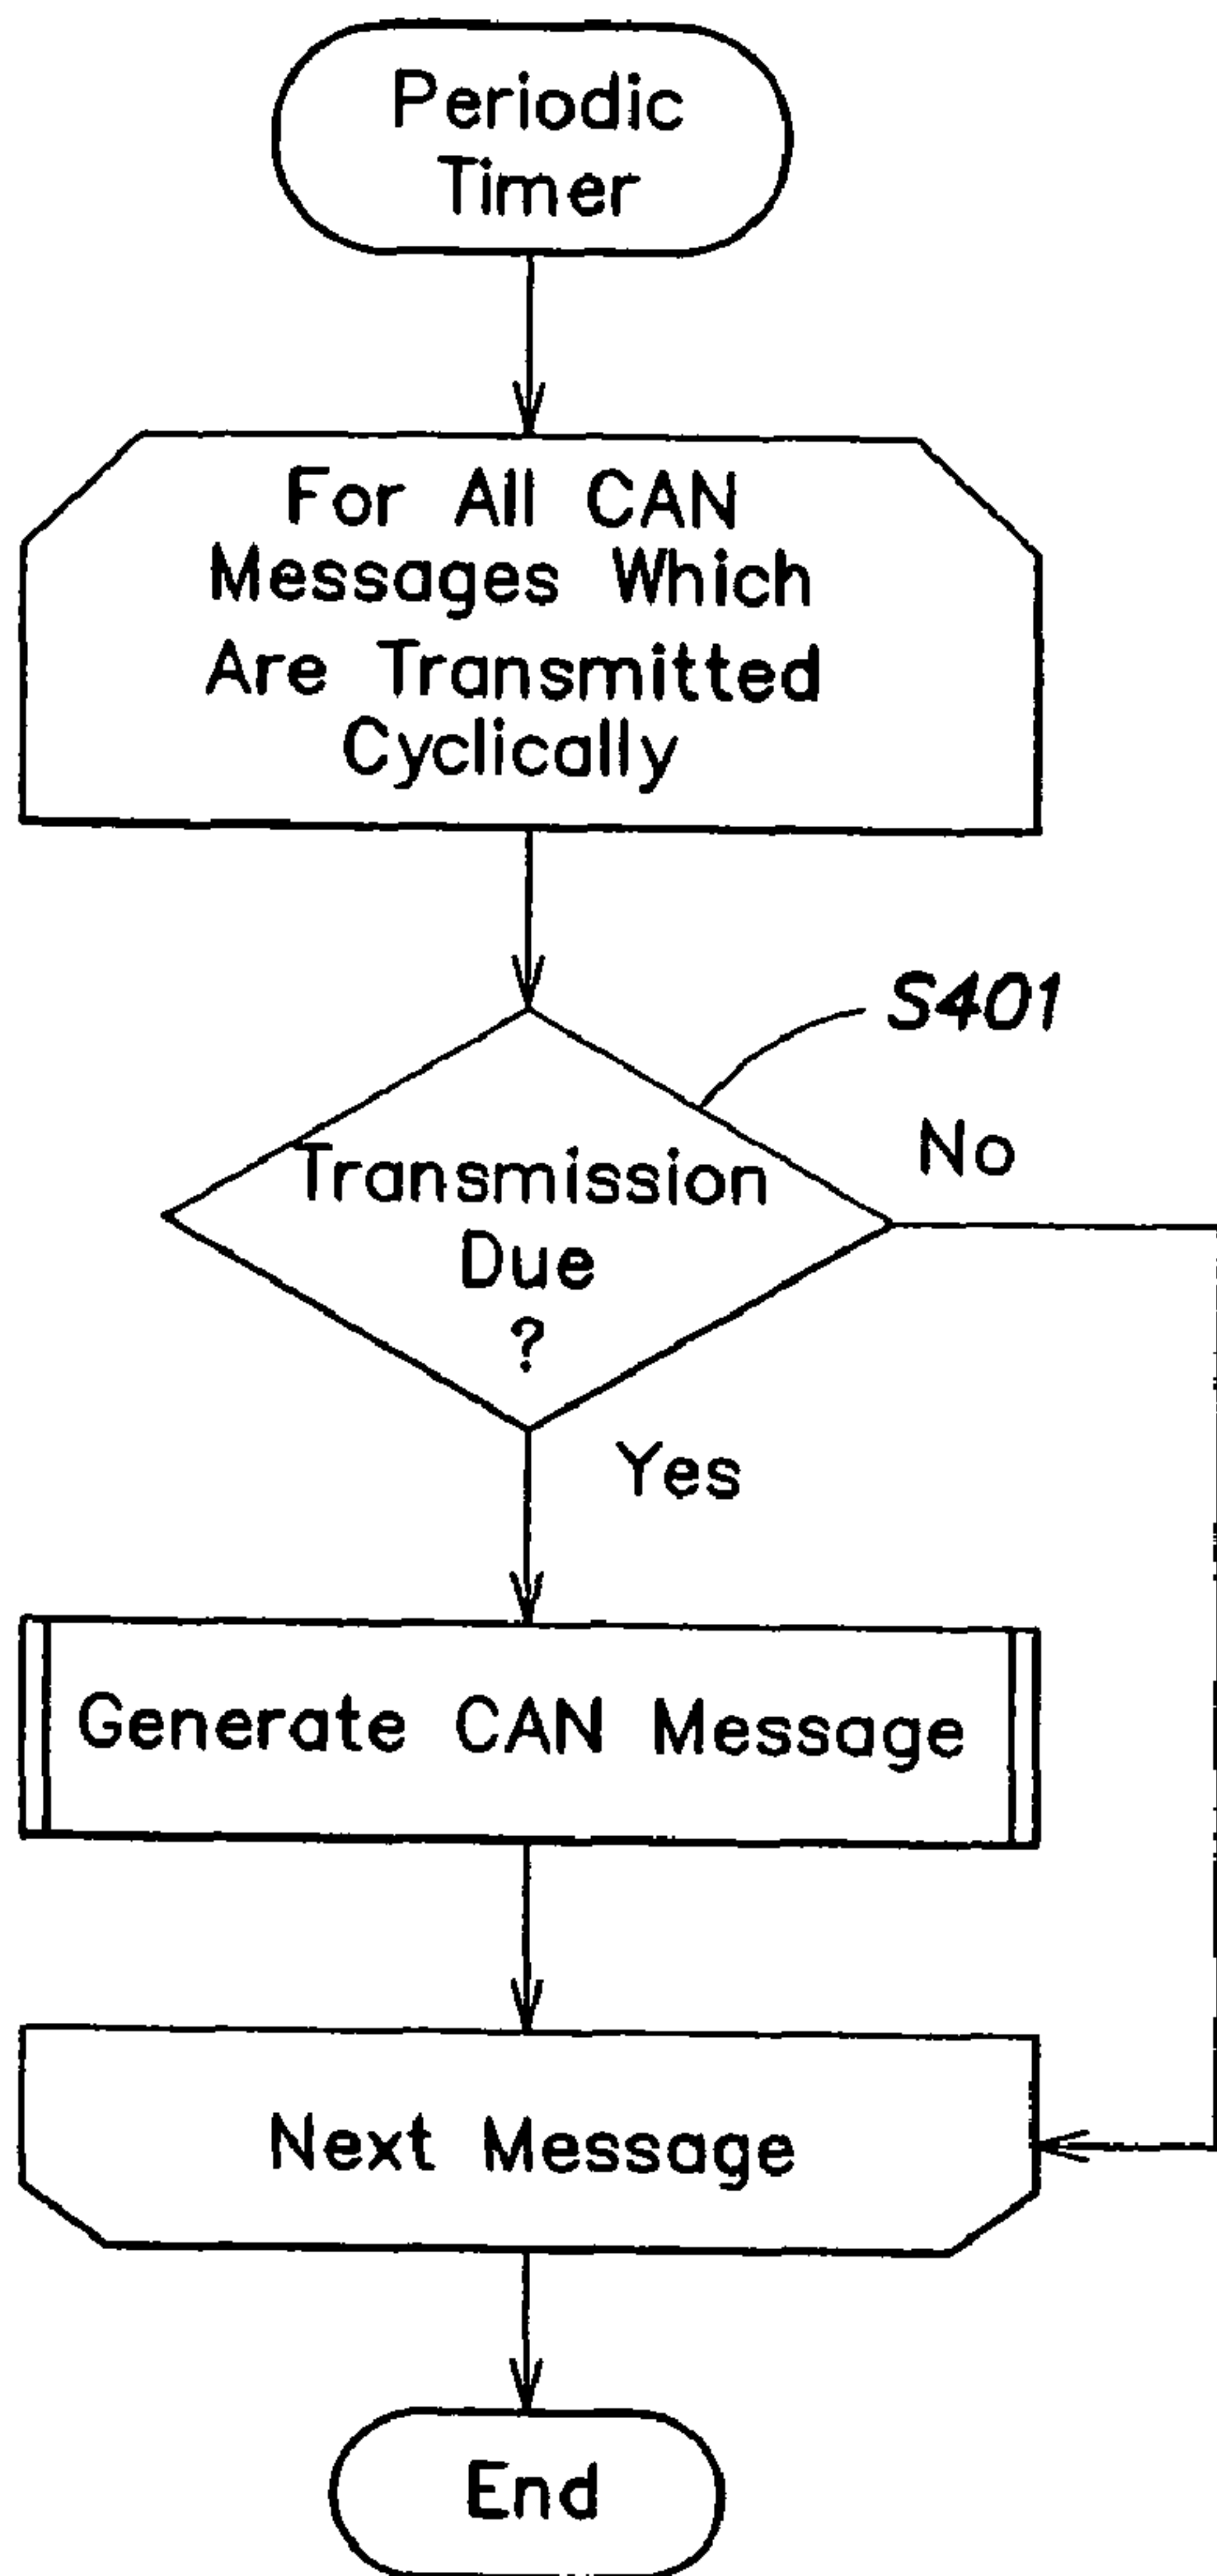 Periodic
Timer
For All CAN
Messages Which
Are Transmitted
Cyclically
S401
No
Transmission
Due
?
Yes
Generate CAN Message
Next Message
End